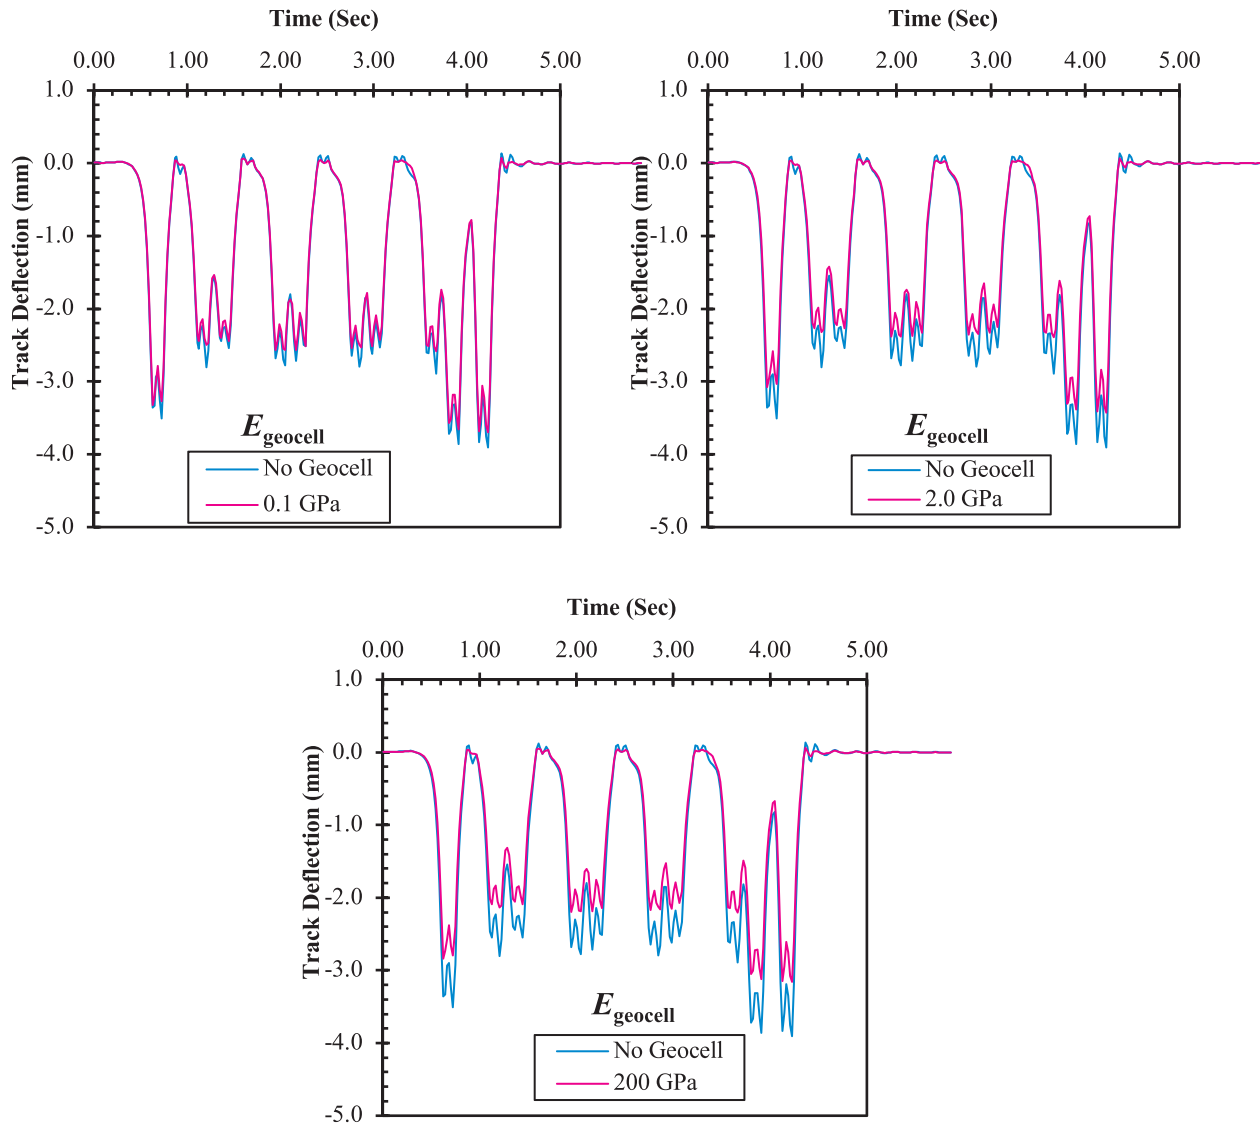 Time (Sec)
0.00 1.00 2.00 3.00 4.00 5.00
1.0
0.0
-1.0
-2.0
-3.0
-4.0
-5.0
Track Deflection (mm)
Egeocell
No Geocell
0.1 GPa
Time (Sec)
0.00 1.00 2.00 3.00 4.00 5.00
1.0
0.0
-1.0
-2.0
-3.0
-4.0
-5.0
Track Deflection (mm)
Egeocell
No Geocell
2.0 GPa
Time (Sec)
0.00 1.00 2.00 3.00 4.00 5.00
1.0
0.0
-1.0
-2.0
-3.0
-4.0
-5.0
Track Deflection (mm)
Egeocell
No Geocell
200 GPa